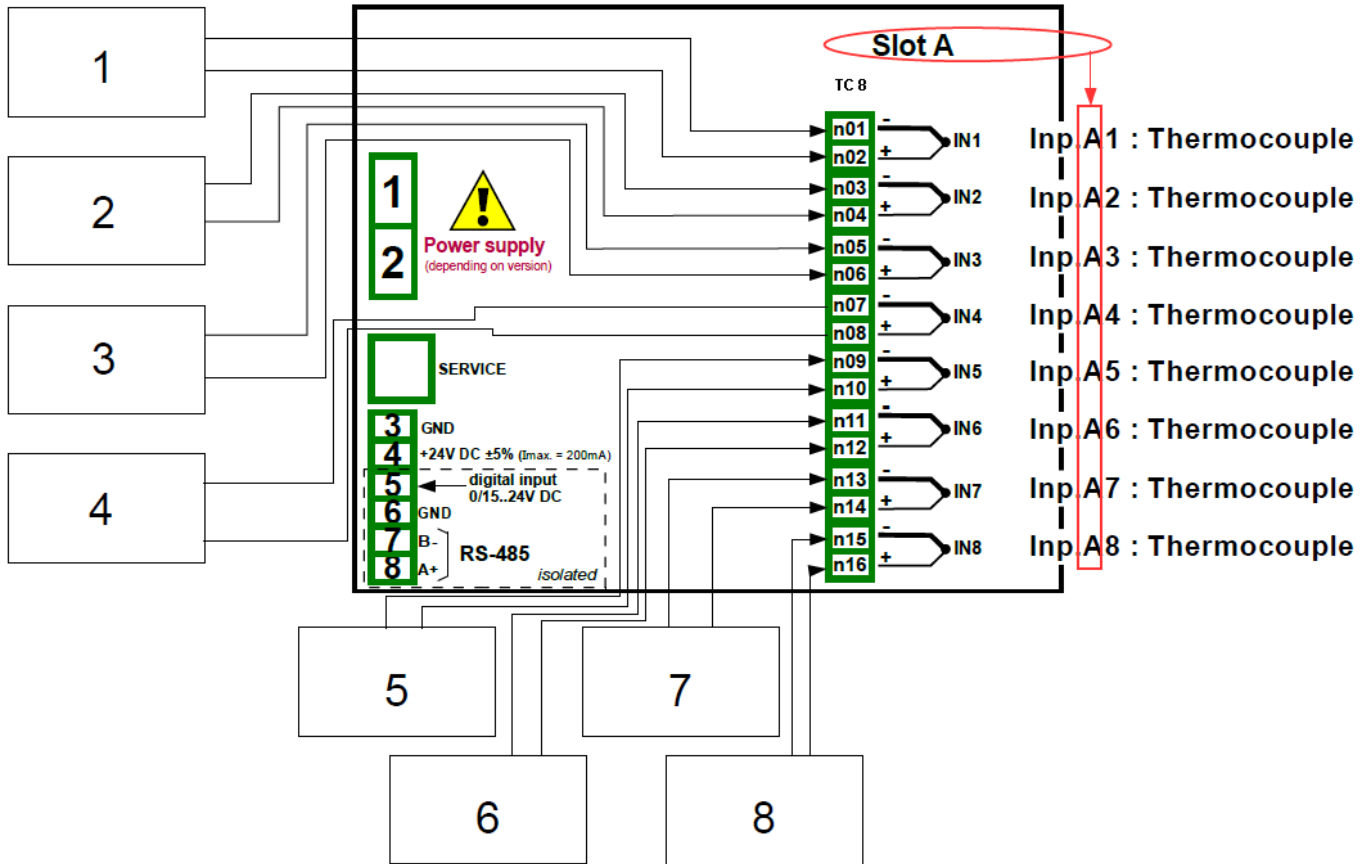 1
2
3
4
5
6
7
8
Slot A
TC 8
n01
n02
n03
n04
n05
n06
n07
n08
n09
n10
n11
n12
n13
n14
n15
n16
-
+
IN1
-
+
IN2
-
+
IN3
-
+
IN4
-
+
IN5
-
+
IN6
-
+
IN7
-
+
IN8
Inp.A1 : Thermocouple
Inp.A2 : Thermocouple
Inp.A3 : Thermocouple
Inp.A4 : Thermocouple
Inp.A5 : Thermocouple
Inp.A6 : Thermocouple
Inp.A7 : Thermocouple
Inp.A8 : Thermocouple
1
2
!
Power supply
(depending on version)
SERVICE
3 GND
4 +24V DC ±5% (Imax. = 200mA)
5 digital input
0/15..24V DC
6 GND
7 B-
8 A+
RS-485
isolated